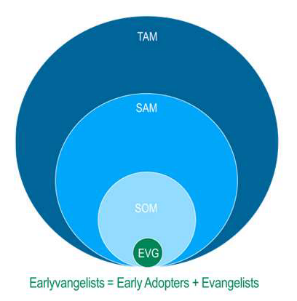 TAM
SAM
SOM
EVG
Earlyvangelists = Early Adopters + Evangelists